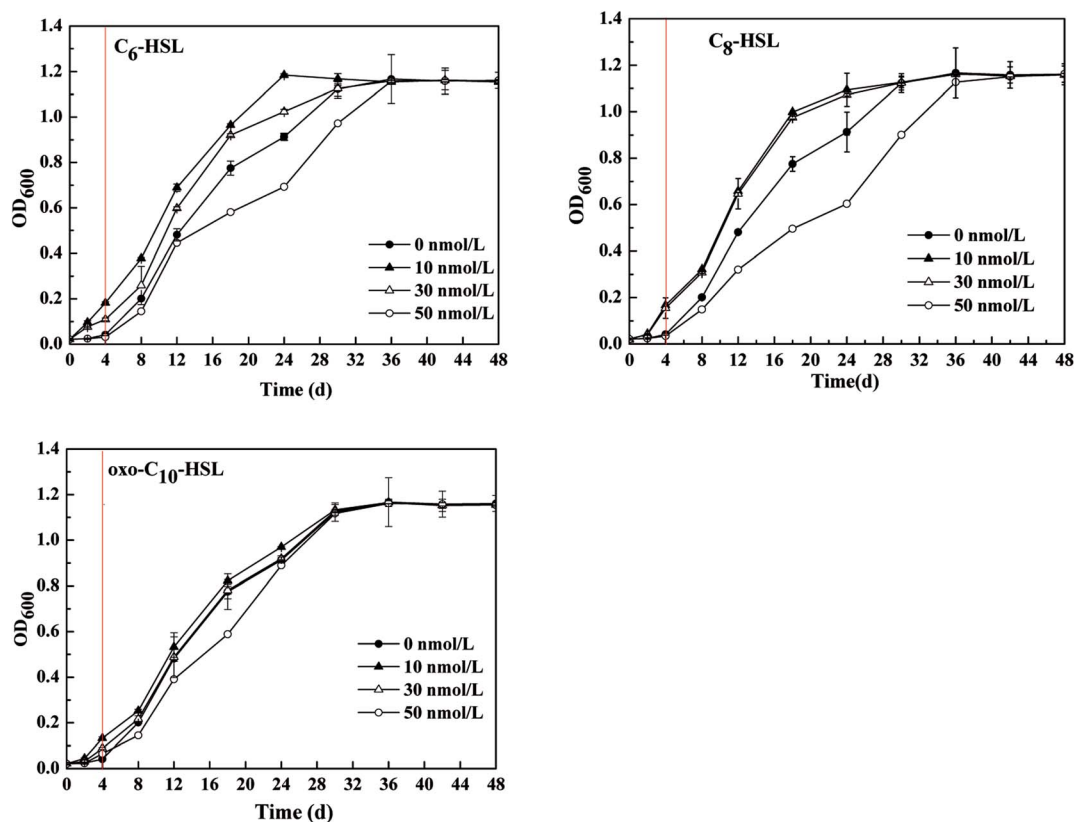 C6-HSL
1.4
1.2
1.0
0.8
0.6
0.4
0.2
0.0
OD600
0 nmol/L
10 nmol/L
30 nmol/L
50 nmol/L
0 4 8 12 16 20 24 28 32 36 40 44 48
Time (d)
C8-HSL
1.4
1.2
1.0
0.8
0.6
0.4
0.2
0.0
OD600
0 nmol/L
10 nmol/L
30 nmol/L
50 nmol/L
0 4 8 12 16 20 24 28 32 36 40 44 48
Time(d)
oxo-C10-HSL
1.4
1.2
1.0
0.8
0.6
0.4
0.2
0.0
OD600
0 nmol/L
10 nmol/L
30 nmol/L
50 nmol/L
0 4 8 12 16 20 24 28 32 36 40 44 48
Time (d)